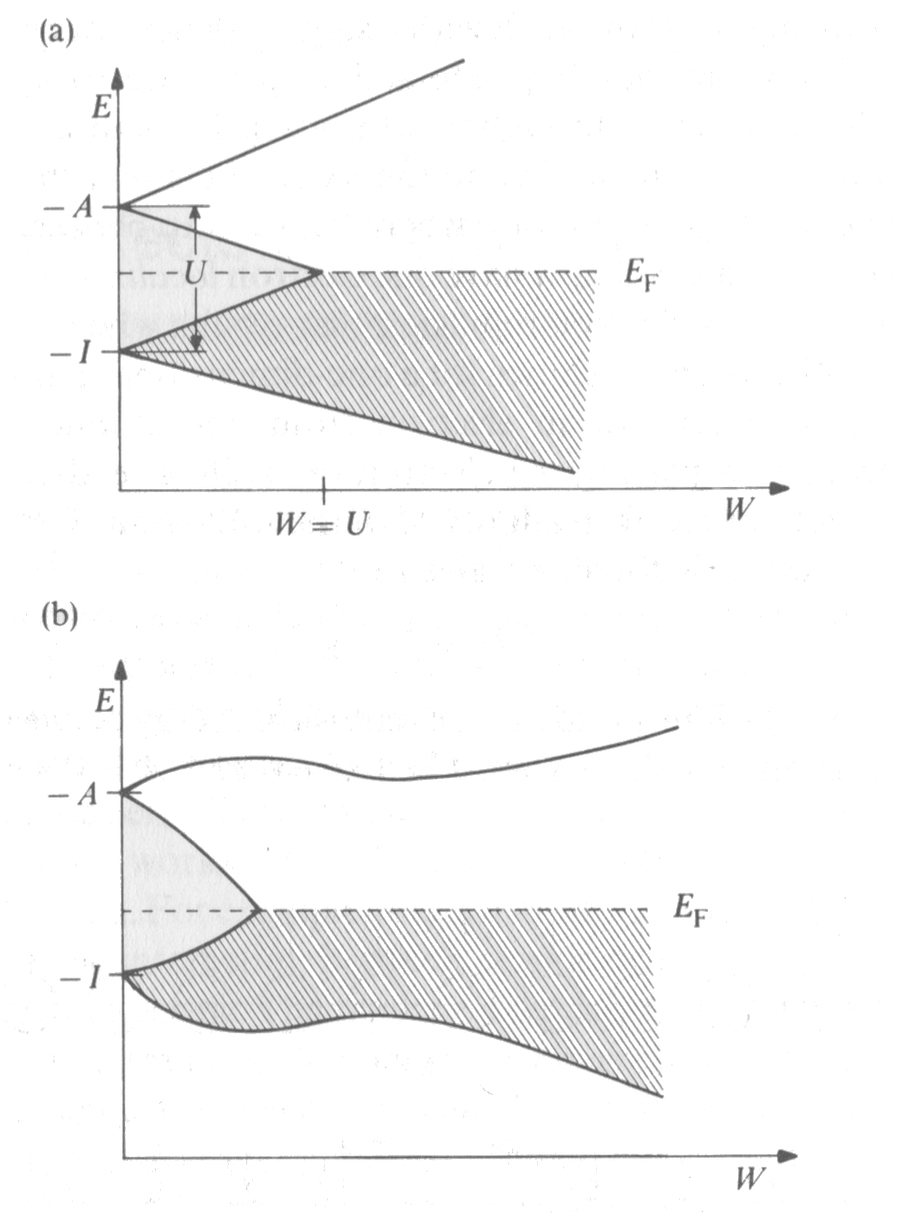 (a)
E
– A
U
E_F
– I
W
W = U
(b)
E
– A
E_F
– I
W